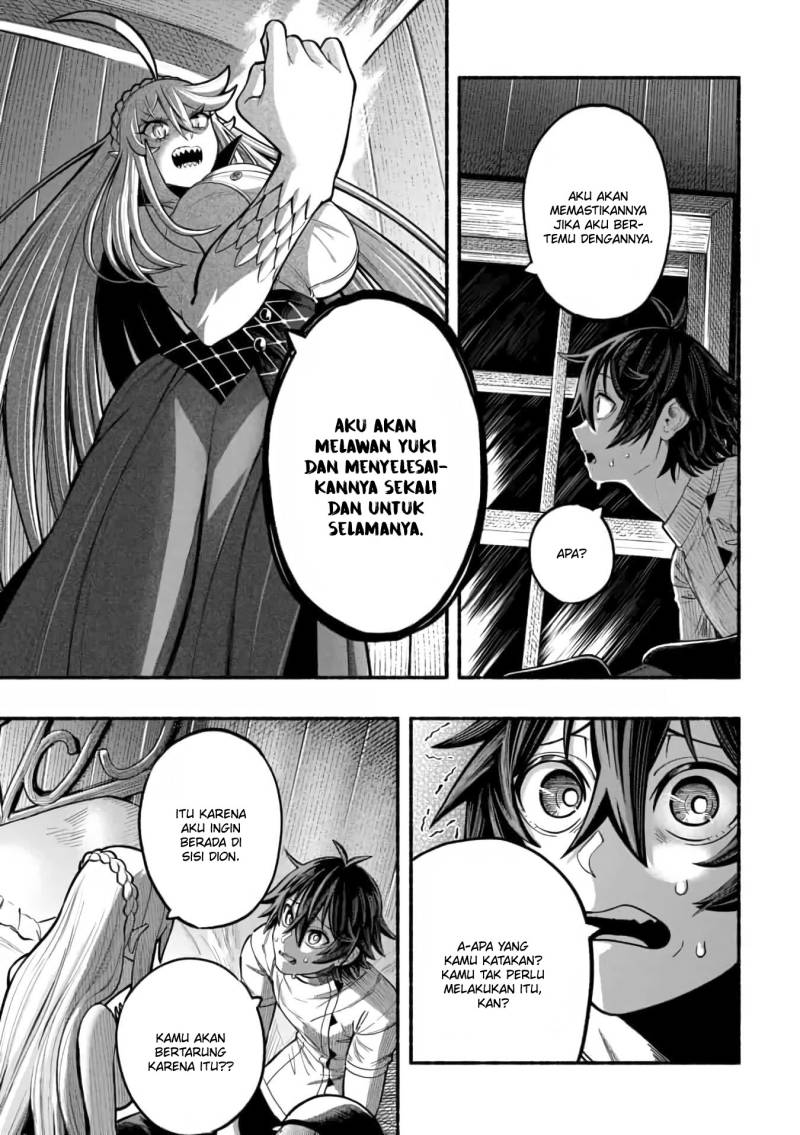 AKU AKAN
MEMASTIKANNYA
JIKA AKU BER-
TEMU DENGANNYA.
APA?
AKU AKAN
MELAWAN YUKI
DAN MENYELESAI-
KANNYA SEKALI
DAN UNTUK
SELAMANYA.
A-APA YANG
KAMU KATAKAN?
KAMU TAK PERLU
MELAKUKAN ITU,
KAN?
ITU KARENA
AKU INGIN
BERADA DI
SISI DION.
KAMU AKAN
BERTARUNG
KARENA ITU??